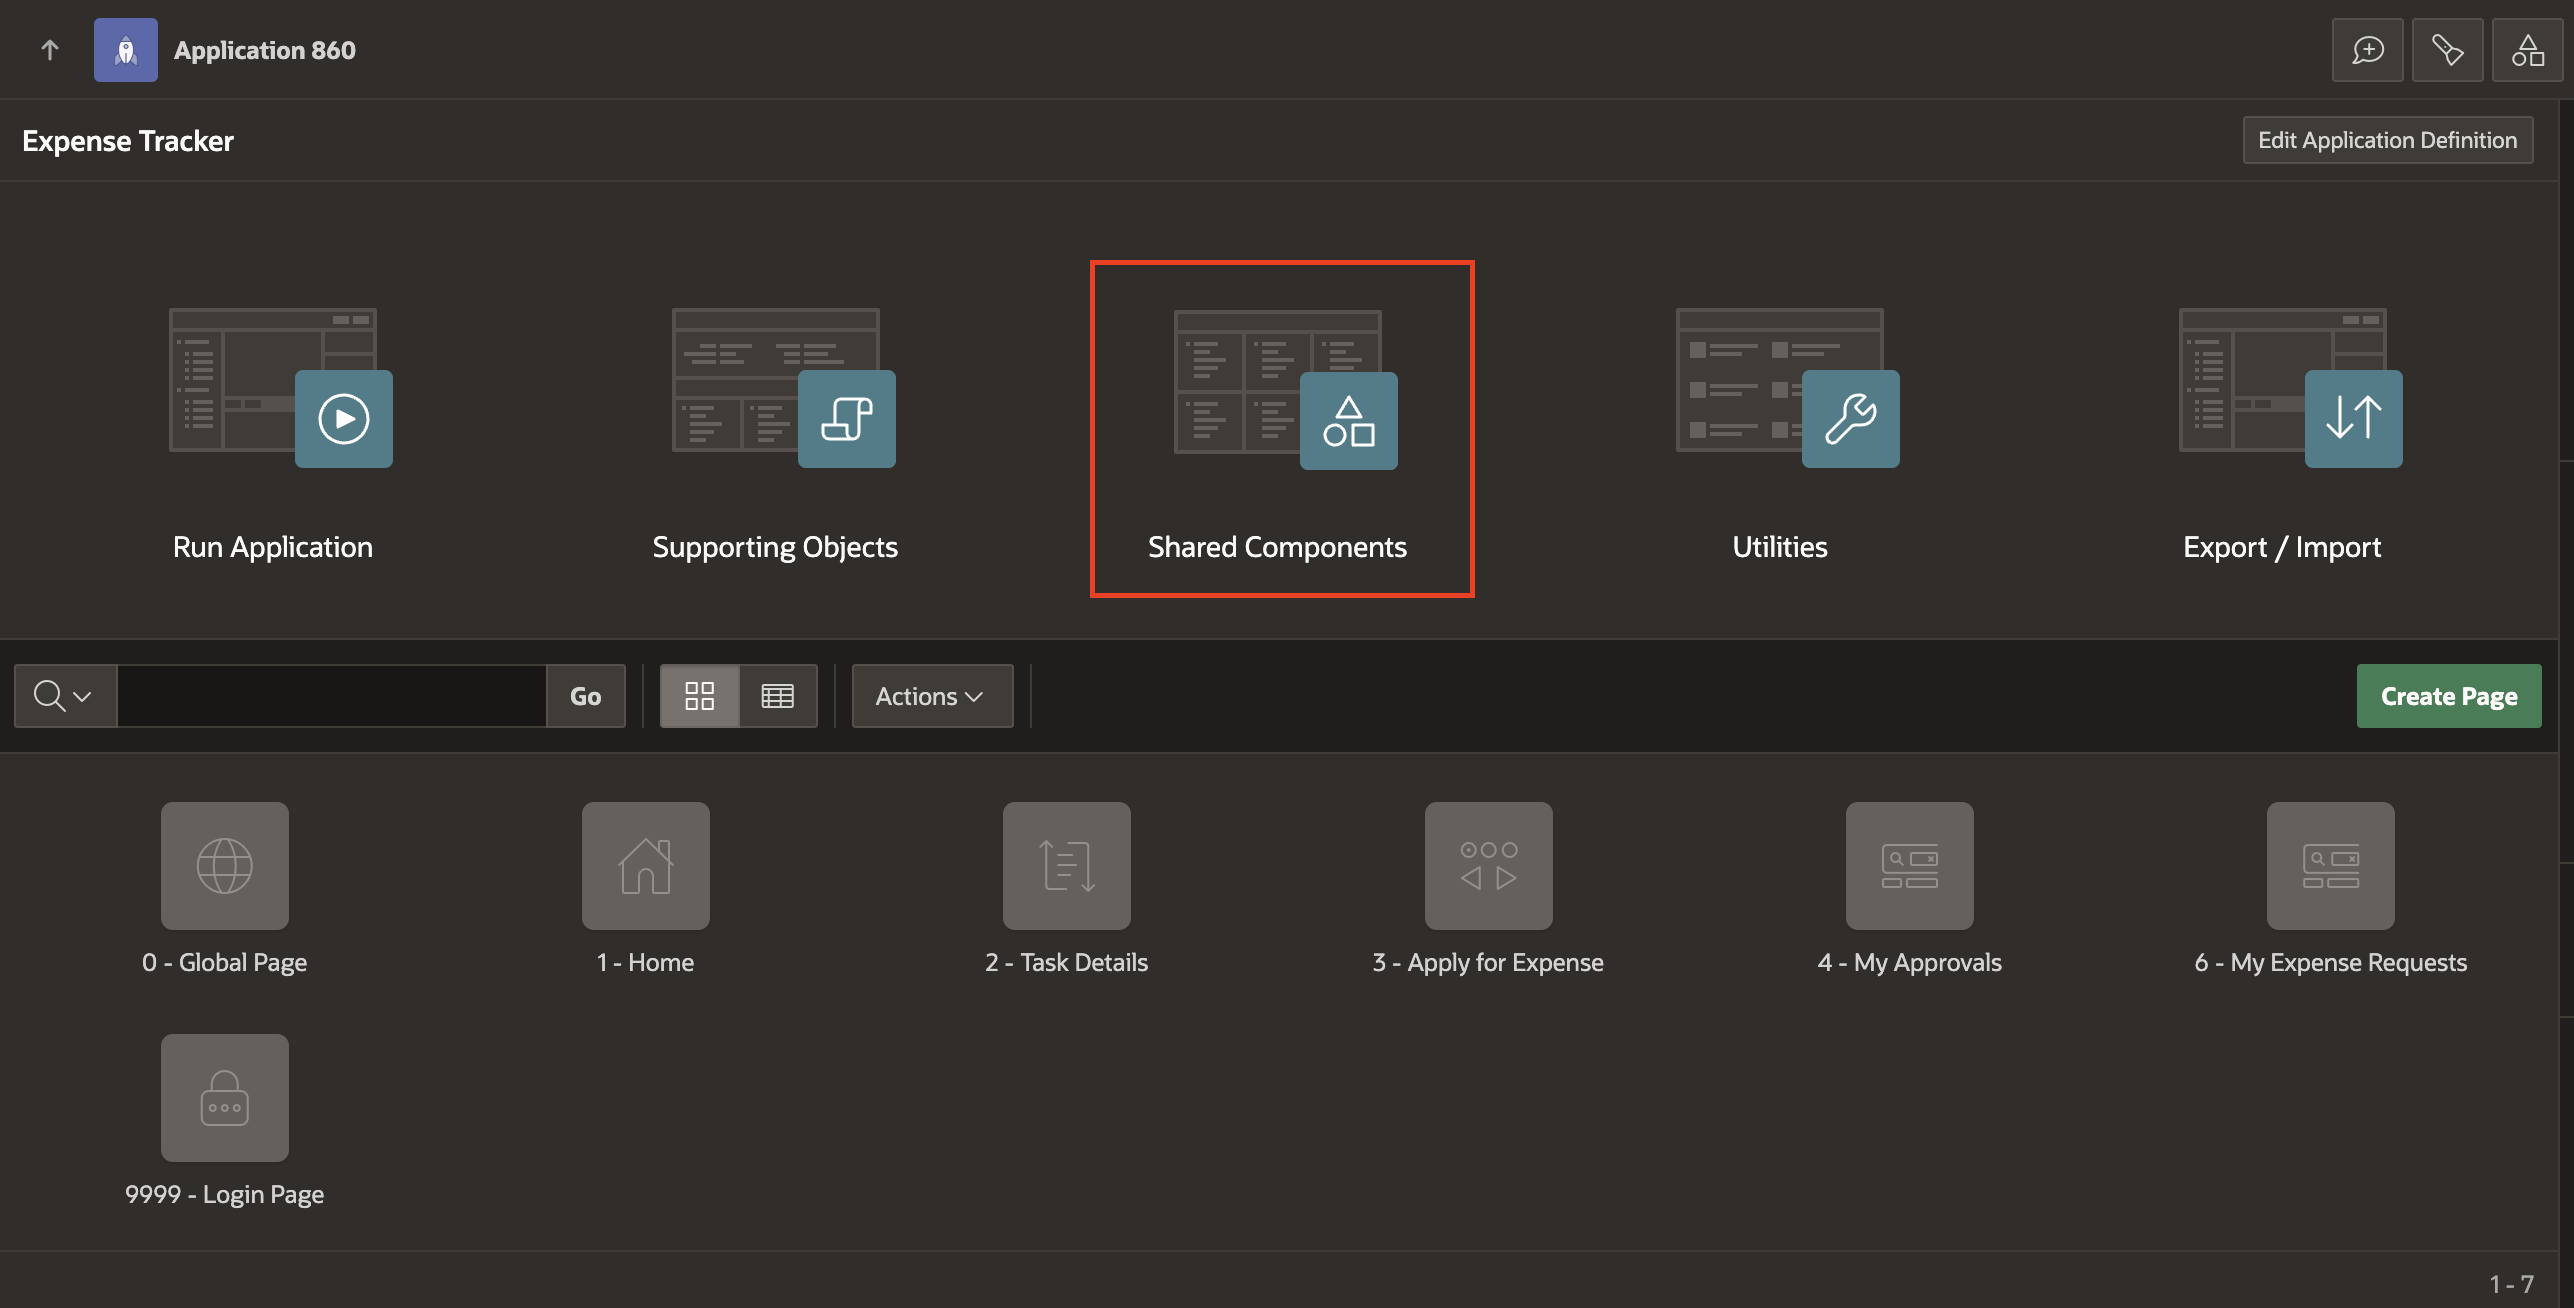 Application 860
Expense Tracker
Edit Application Definition
Run Application
Supporting Objects
Shared Components
Utilities
Export / Import
Go
Actions
Create Page
0 - Global Page
1 - Home
2 - Task Details
3 - Apply for Expense
4 - My Approvals
6 - My Expense Requests
9999 - Login Page
1 - 7